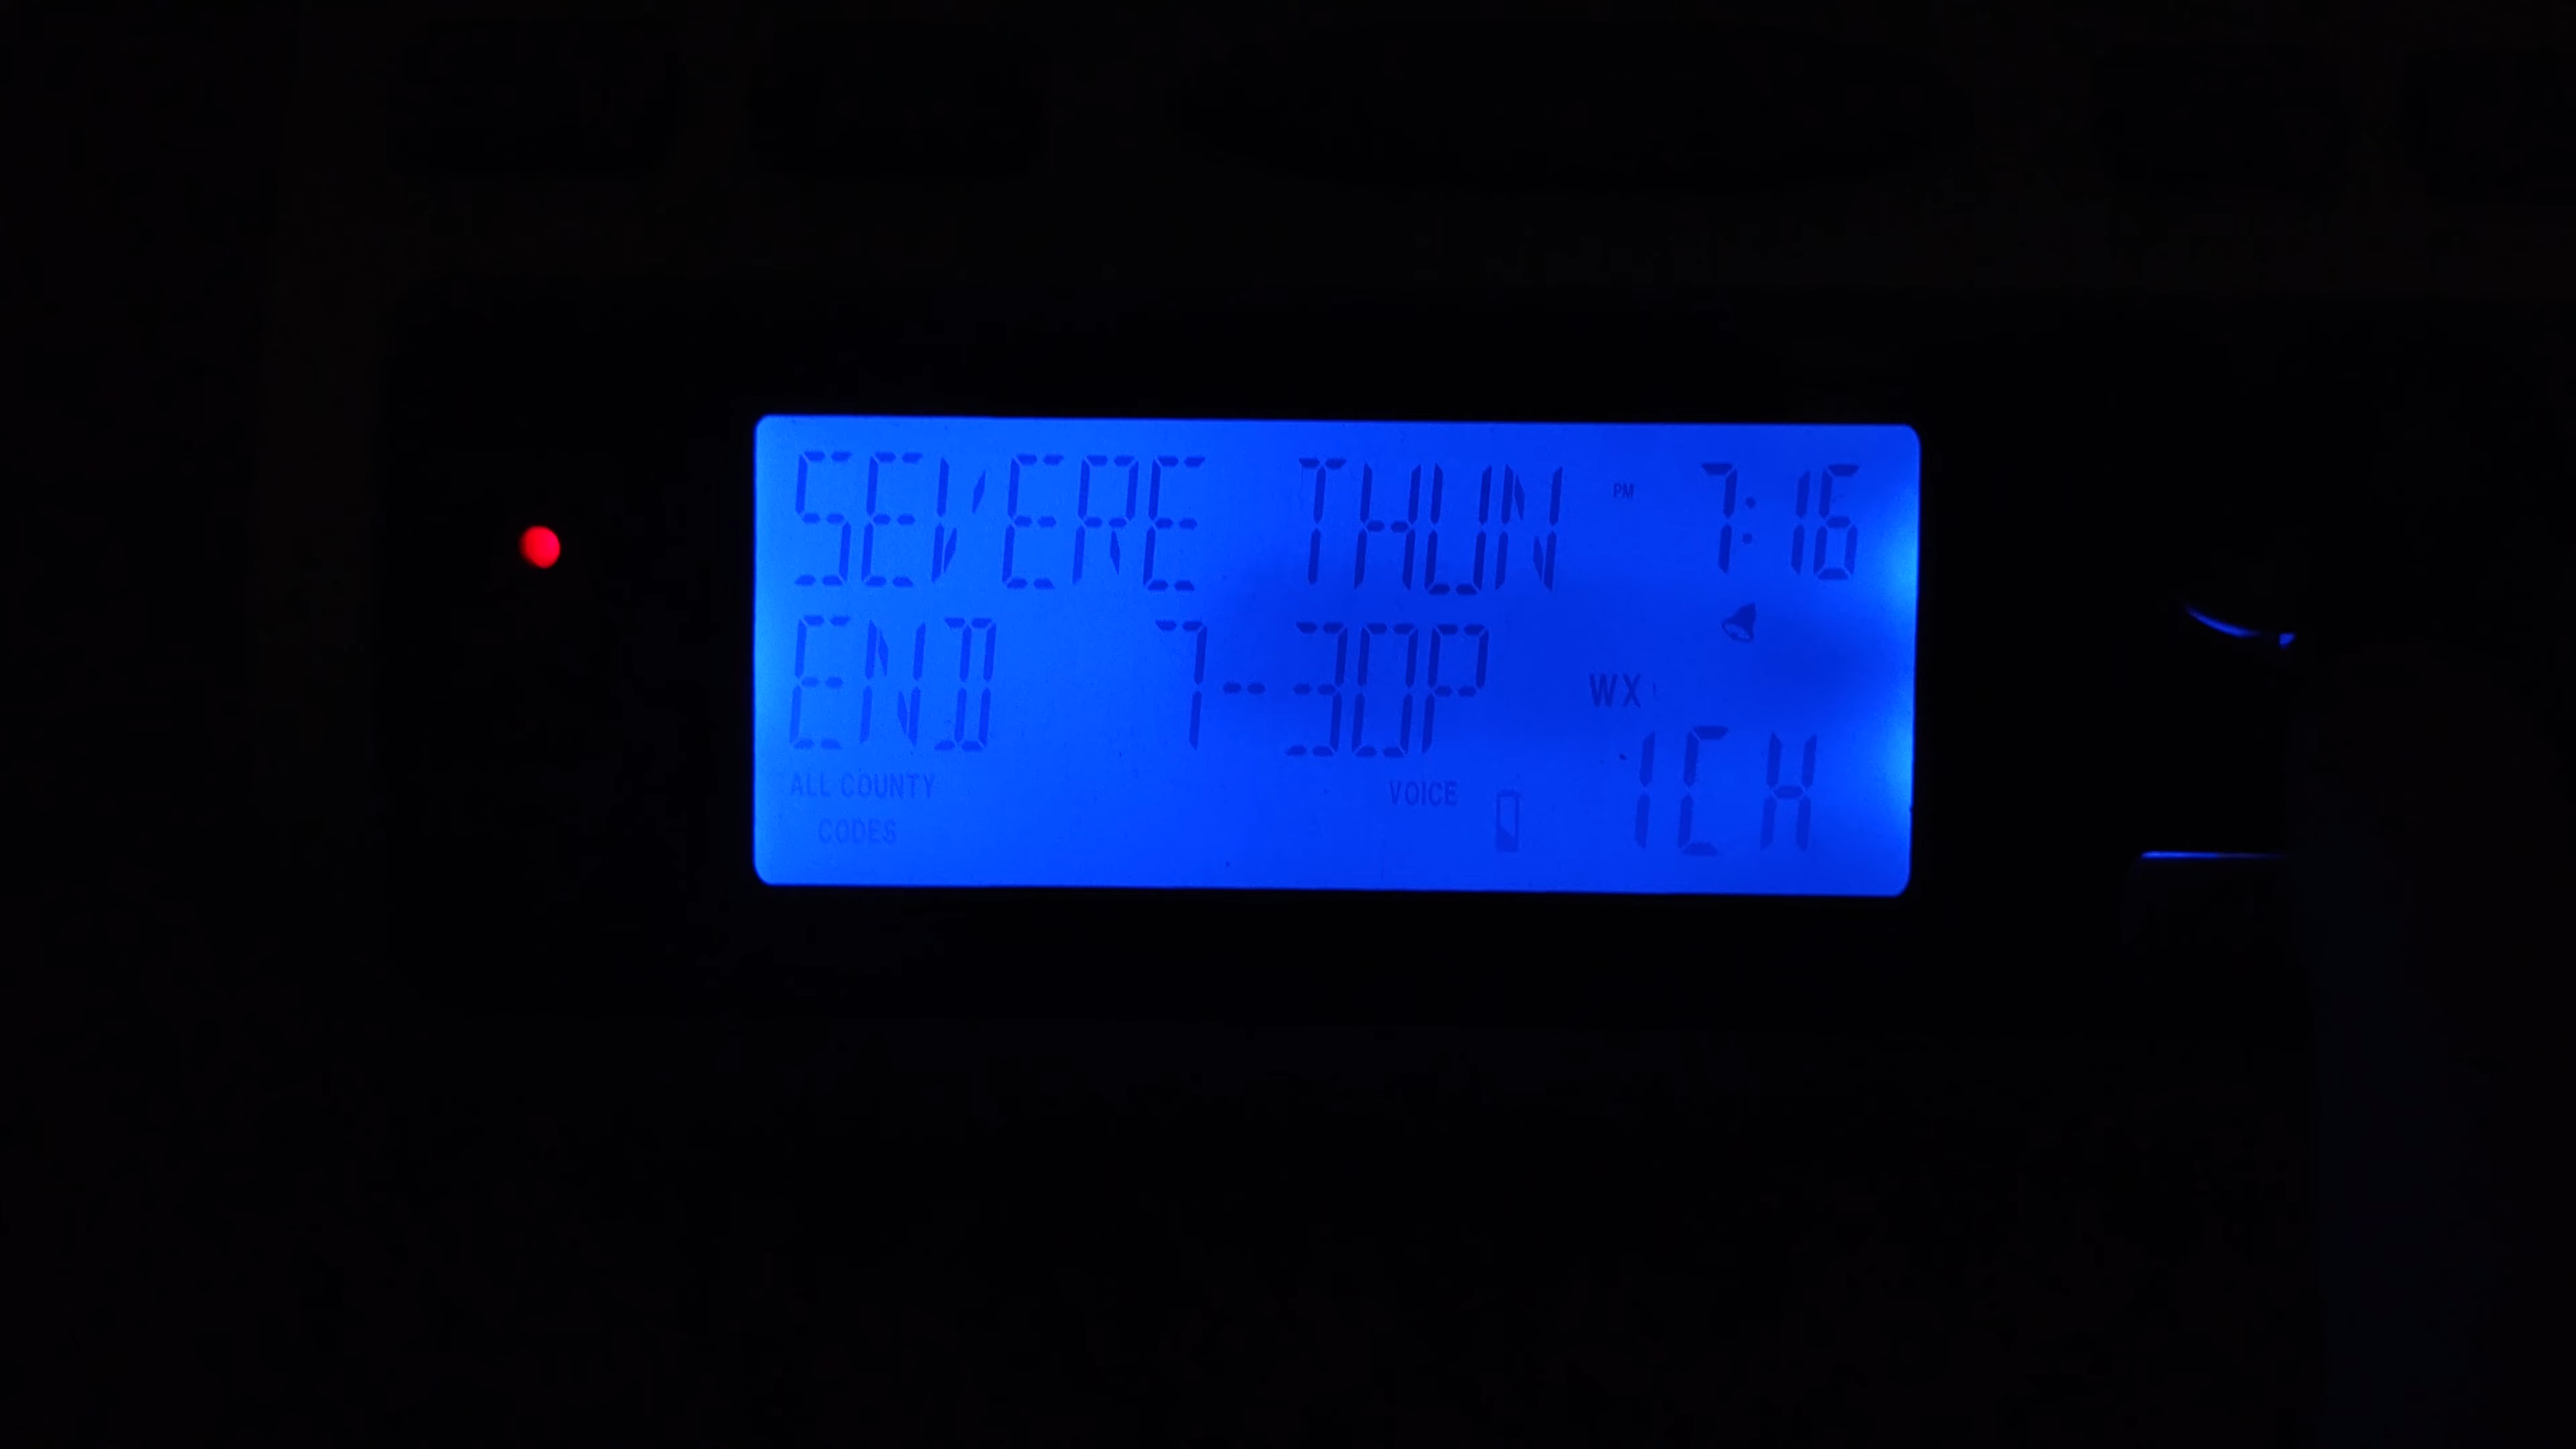 SEVERE THUN PM 7:16
END 7-30P
WX
1CH
ALL COUNTY VOICE
CODES